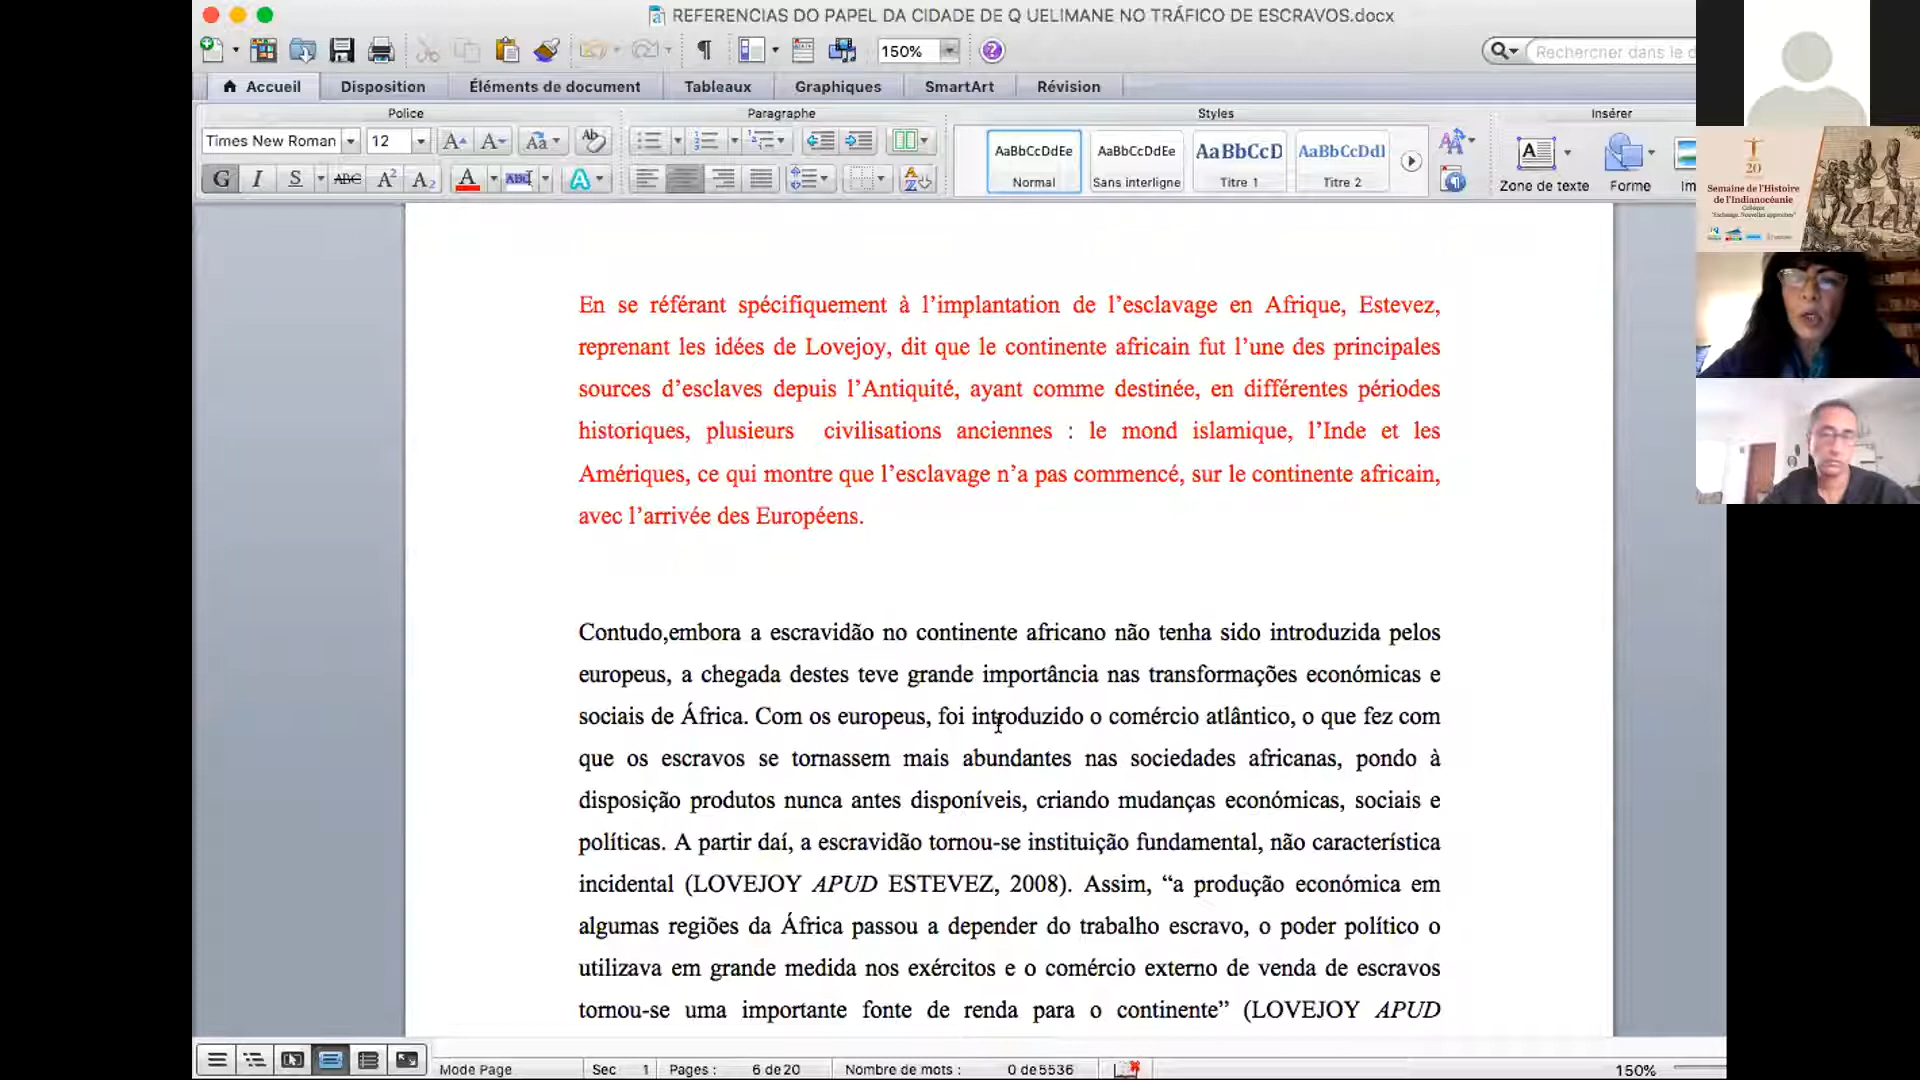 REFERENCIAS DO PAPEL DA CIDADE DE Q UELIMANE NO TRÁFICO DE ESCRAVOS.docx
150%
Rechercher dans le d
Accueil Disposition Éléments de document Tableaux Graphiques SmartArt Révision
Police Paragraphe Styles Insérer
Times New Roman 12
AaBbCcDdEe AaBbCcDdEe AaBbCcD AaBbCcDdI
Normal Sans interligne Titre 1 Titre 2
Zone de texte Forme Im
En se référant spécifiquement à l’implantation de l’esclavage en Afrique, Estevez,
reprenant les idées de Lovejoy, dit que le continente africain fut l’une des principales
sources d’esclaves depuis l’Antiquité, ayant comme destinée, en différentes périodes
historiques, plusieurs civilisations anciennes : le mond islamique, l’Inde et les
Amériques, ce qui montre que l’esclavage n’a pas commencé, sur le continente africain,
avec l’arrivée des Européens.
Contudo,embora a escravidão no continente africano não tenha sido introduzida pelos
europeus, a chegada destes teve grande importância nas transformações económicas e
sociais de África. Com os europeus, foi introduzido o comércio atlântico, o que fez com
que os escravos se tornassem mais abundantes nas sociedades africanas, pondo à
disposição produtos nunca antes disponíveis, criando mudanças económicas, sociais e
políticas. A partir daí, a escravidão tornou-se instituição fundamental, não característica
incidental (LOVEJOY APUD ESTEVEZ, 2008). Assim, “a produção económica em
algumas regiões da África passou a depender do trabalho escravo, o poder político o
utilizava em grande medida nos exércitos e o comércio externo de venda de escravos
tornou-se uma importante fonte de renda para o continente” (LOVEJOY APUD
Mode Page Sec 1 Pages : 6 de 20 Nombre de mots : 0 de 5536 150%
20
Semaine de l'Histoire
de l'Indianocéanie
Colloque
"Esclavage. Nouvelles approches"